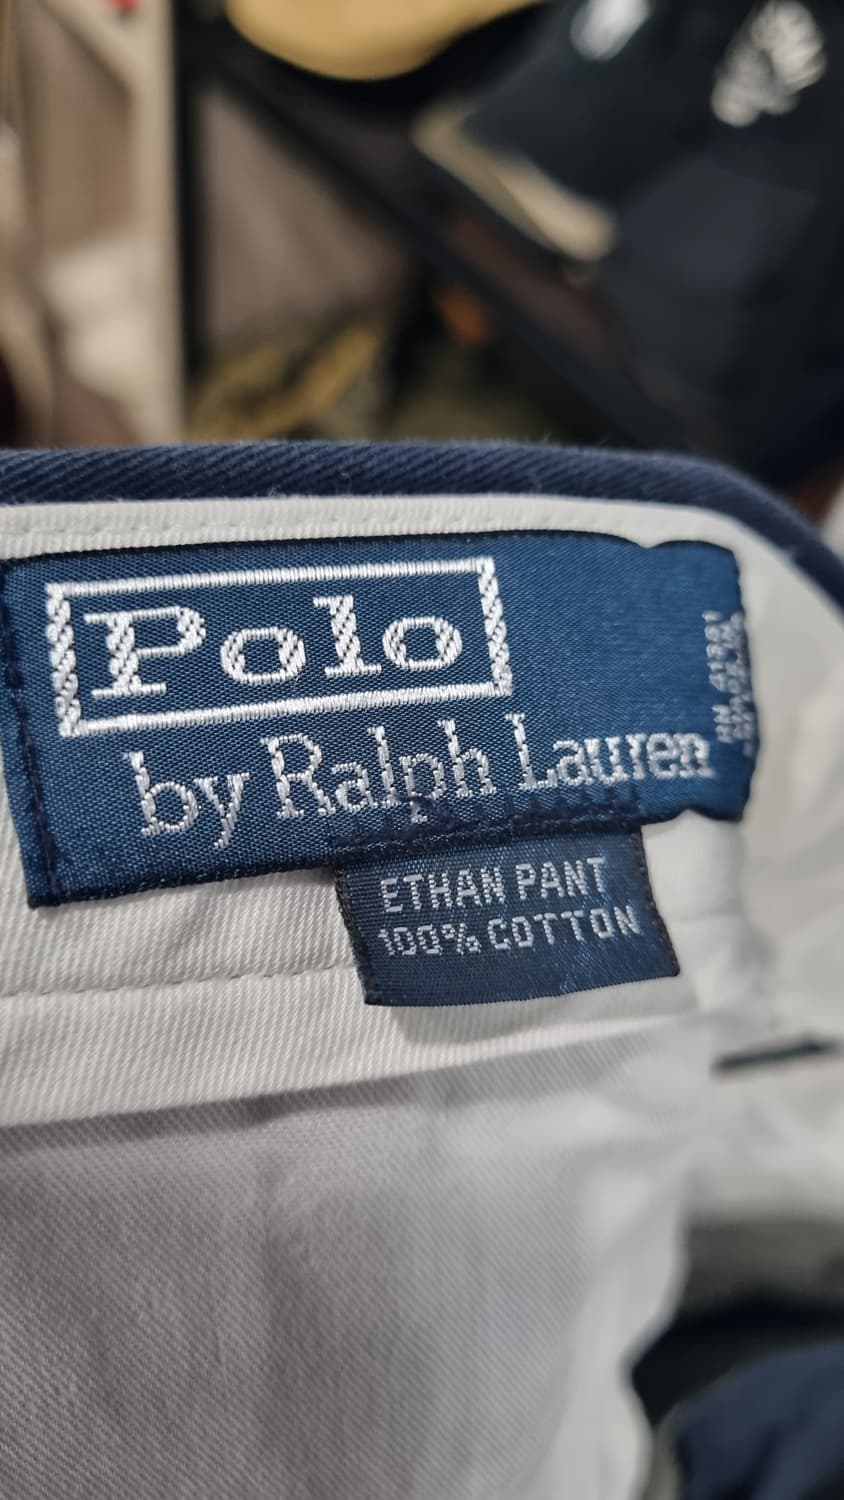 Polo
by Ralph Lauren
ETHAN PANT
100% COTTON